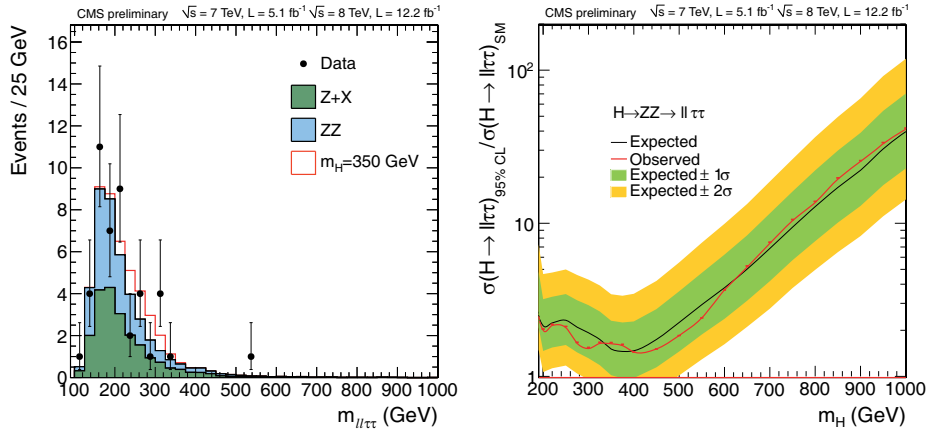 CMS preliminary √s = 7 TeV, L = 5.1 fb⁻¹ √s = 8 TeV, L = 12.2 fb⁻¹
Events / 25 GeV
16
14
12
10
8
6
4
2
0
Data
Z+X
ZZ
m_H=350 GeV
100 200 300 400 500 600 700 800 900 1000
m_llττ (GeV)
CMS preliminary √s = 7 TeV, L = 5.1 fb⁻¹ √s = 8 TeV, L = 12.2 fb⁻¹
σ(H → llττ)_95% CL/σ(H → llττ)_SM
10²
10
1
H→ZZ→ ll ττ
Expected
Observed
Expected ± 1σ
Expected ± 2σ
200 300 400 500 600 700 800 900 1000
m_H (GeV)